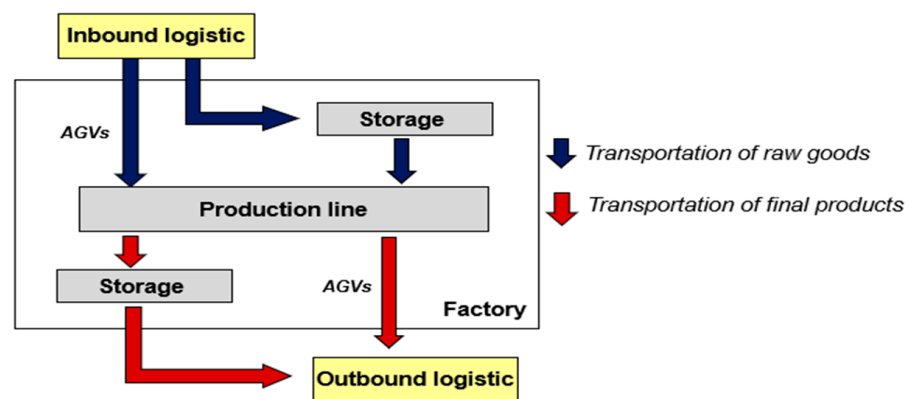 Inbound logistic
AGVs
Storage
Transportation of raw goods
Production line
Transportation of final products
Storage
AGVs
Factory
Outbound logistic